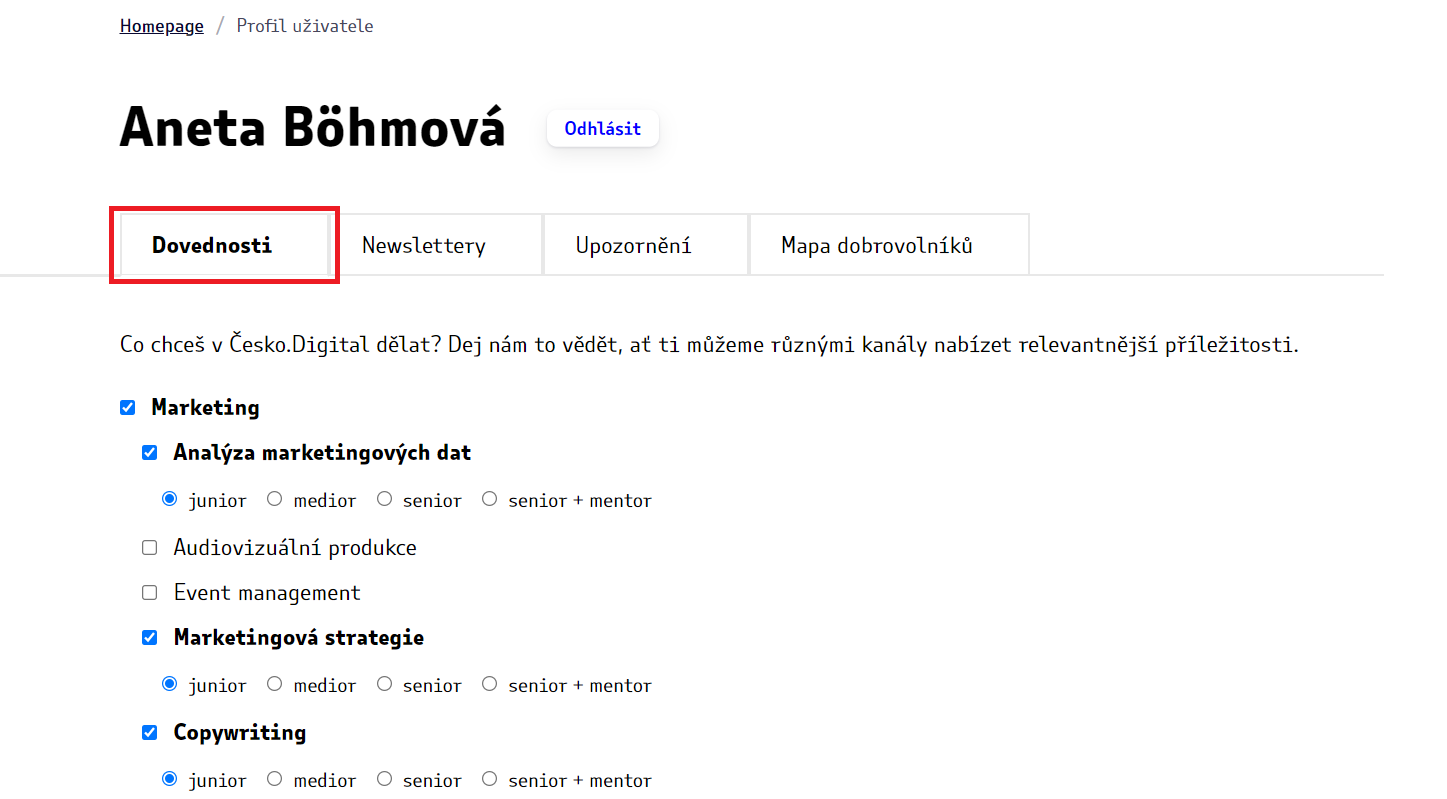 Homepage / Profil uživatele
Aneta Böhmová Odhlásit
Dovednosti Newslettery Upozornění Mapa dobrovolníků
Co chceš v Česko.Digital dělat? Dej nám to vědět, ať ti můžeme různými kanály nabízet relevantnější příležitosti.
Marketing
Analýza marketingových dat
junior medior senior senior + mentor
Audiovizuální produkce
Event management
Marketingová strategie
junior medior senior senior + mentor
Copywriting
junior medior senior senior + mentor